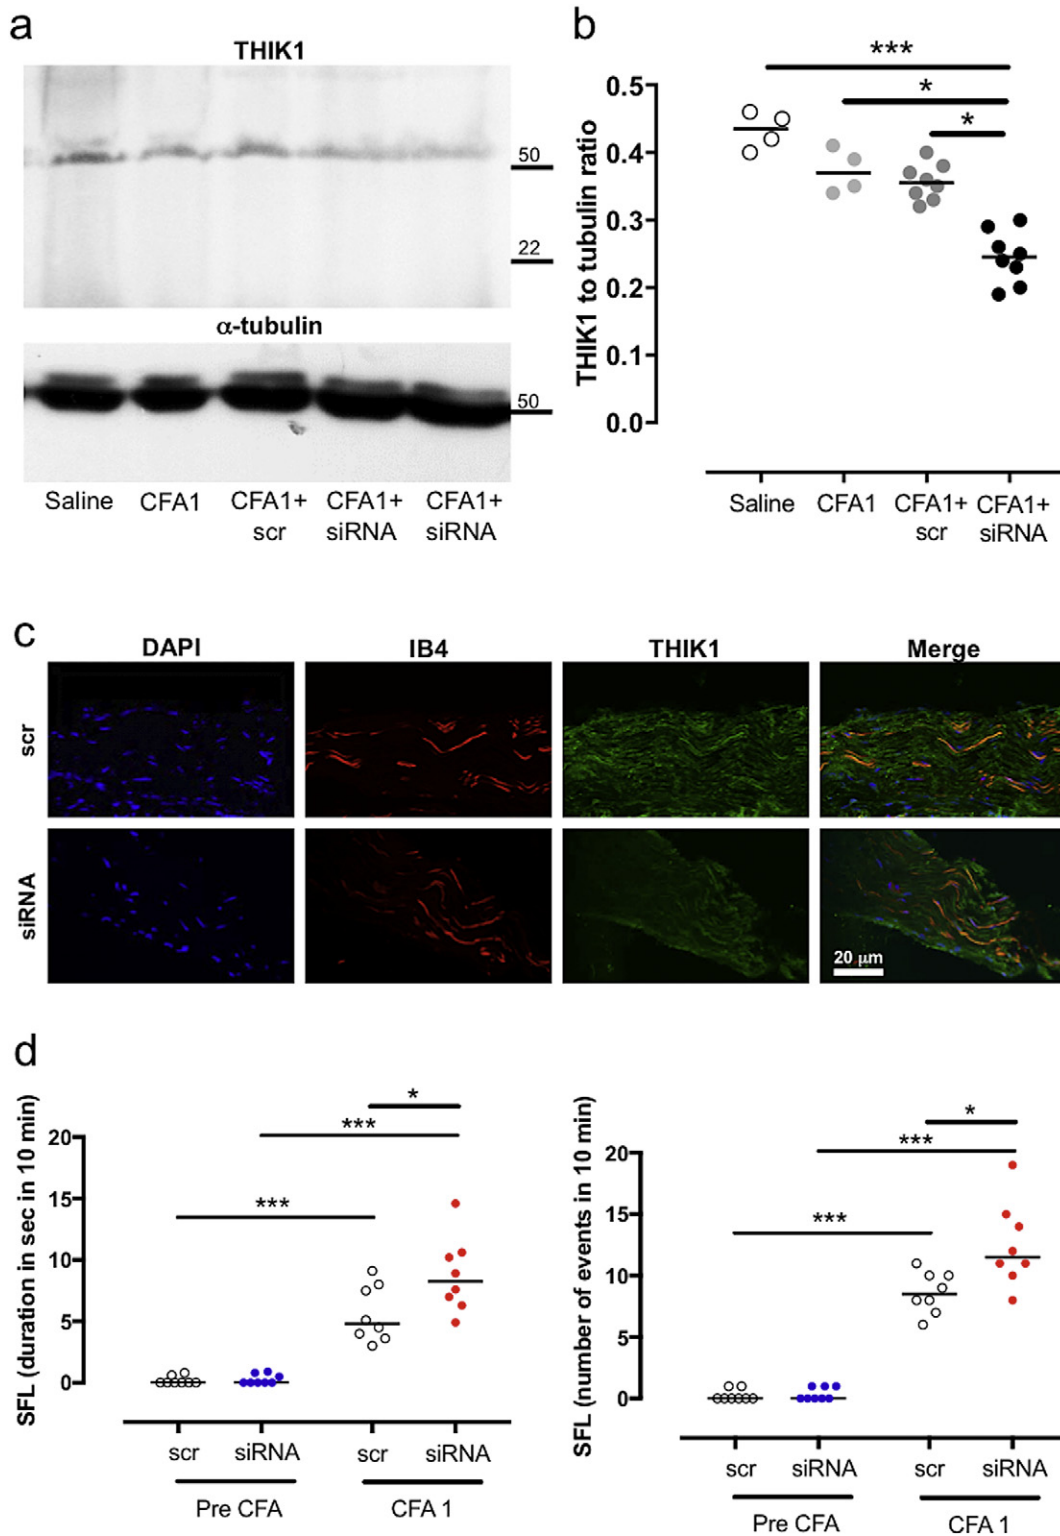 a
THIK1
50
22
α-tubulin
50
Saline
CFA1
CFA1+
scr
CFA1+
siRNA
CFA1+
siRNA
b
***
*
*
THIK1 to tubulin ratio
0.5
0.4
0.3
0.2
0.1
0.0
Saline
CFA1
CFA1+
scr
CFA1+
siRNA
c
DAPI
IB4
THIK1
Merge
scr
siRNA
20 μm
d
SFL (duration in sec in 10 min)
20
15
10
5
0
*
***
***
scr
siRNA
scr
siRNA
Pre CFA
CFA 1
SFL (number of events in 10 min)
20
15
10
5
0
*
***
***
scr
siRNA
scr
siRNA
Pre CFA
CFA 1